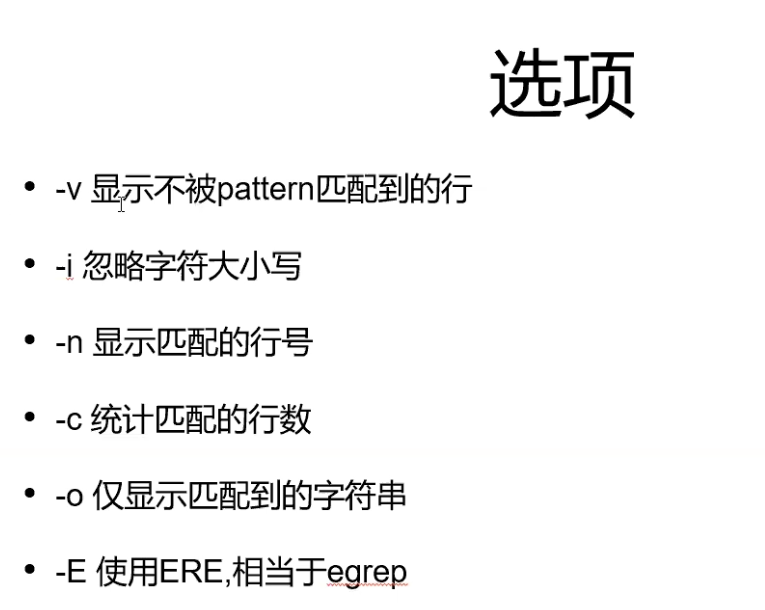 选项
• -v 显示不被pattern匹配到的行
• -i 忽略字符大小写
• -n 显示匹配的行号
• -c 统计匹配的行数
• -o 仅显示匹配到的字符串
• -E 使用ERE,相当于egrep